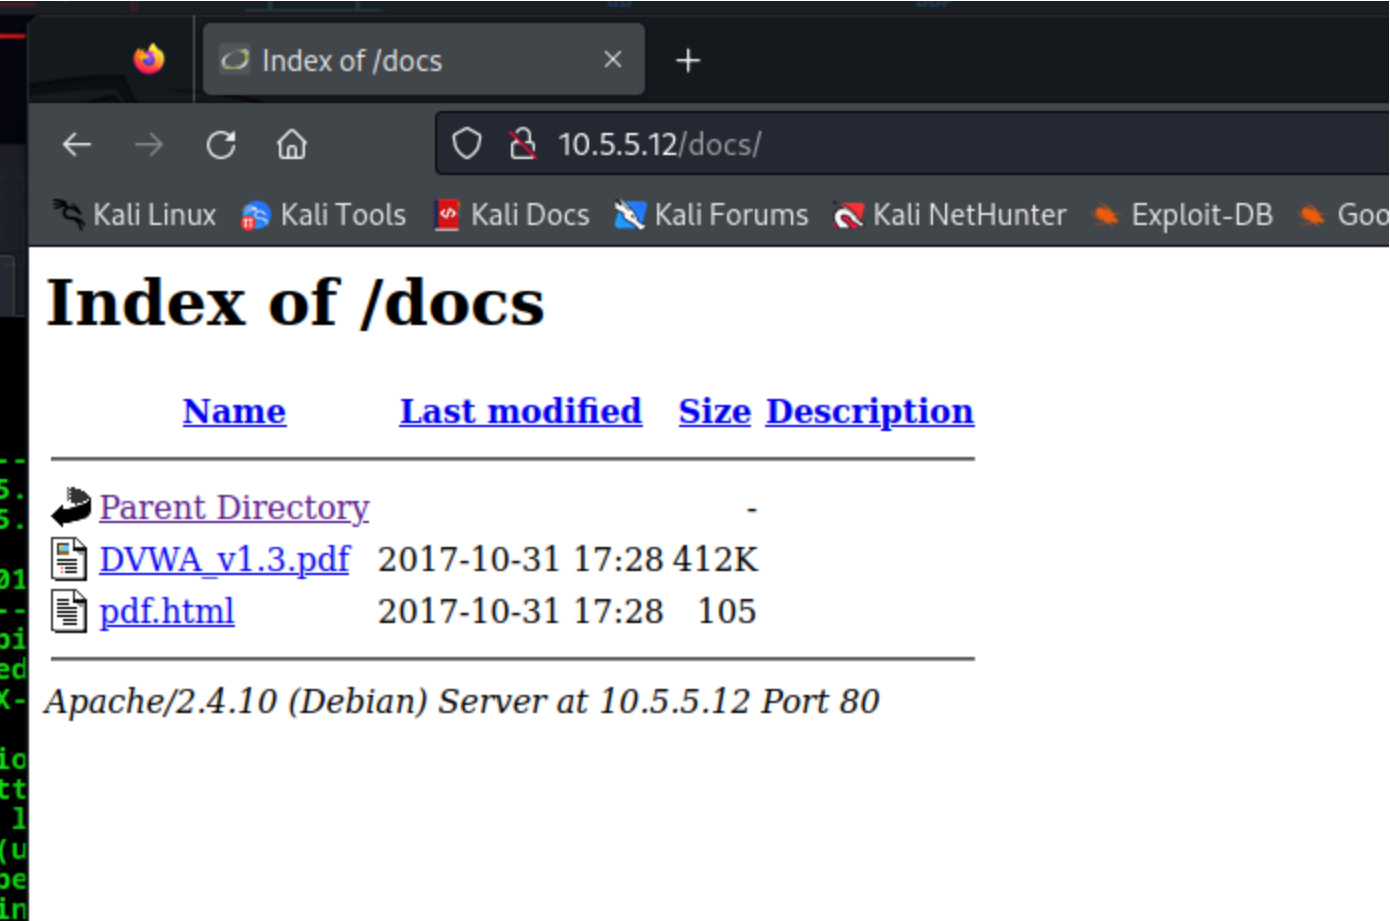 Index of /docs
10.5.5.12/docs/
Kali Linux Kali Tools Kali Docs Kali Forums Kali NetHunter Exploit-DB
Index of /docs
Name Last modified Size Description
Parent Directory -
DVWA_v1.3.pdf 2017-10-31 17:28 412K
pdf.html 2017-10-31 17:28 105
Apache/2.4.10 (Debian) Server at 10.5.5.12 Port 80